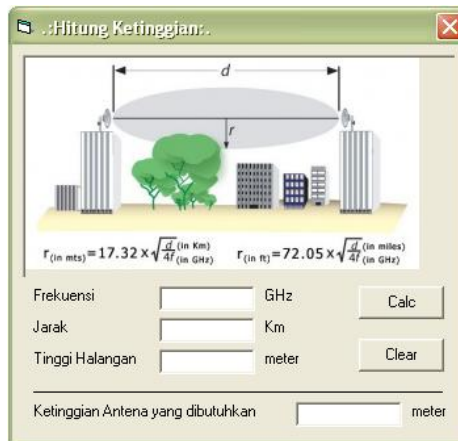 .:Hitung Ketinggian:.
d
r
r(in mts)=17.32 x √d/4f (in Km) (in GHz) r(in ft)=72.05 x √d/4f (in miles) (in GHz)
Frekuensi GHz Calc
Jarak Km
Tinggi Halangan meter Clear
Ketinggian Antena yang dibutuhkan meter